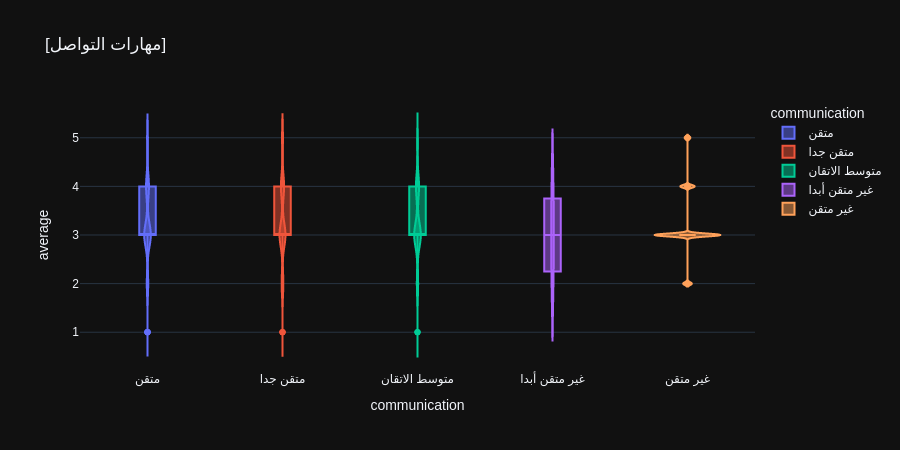 [مهارات التواصل]
communication
متقن
متقن جدا
متوسط الاتقان
غير متقن أبدا
غير متقن
5
4
3
2
1
average
متقن
متقن جدا
متوسط الاتقان
غير متقن أبدا
غير متقن
communication